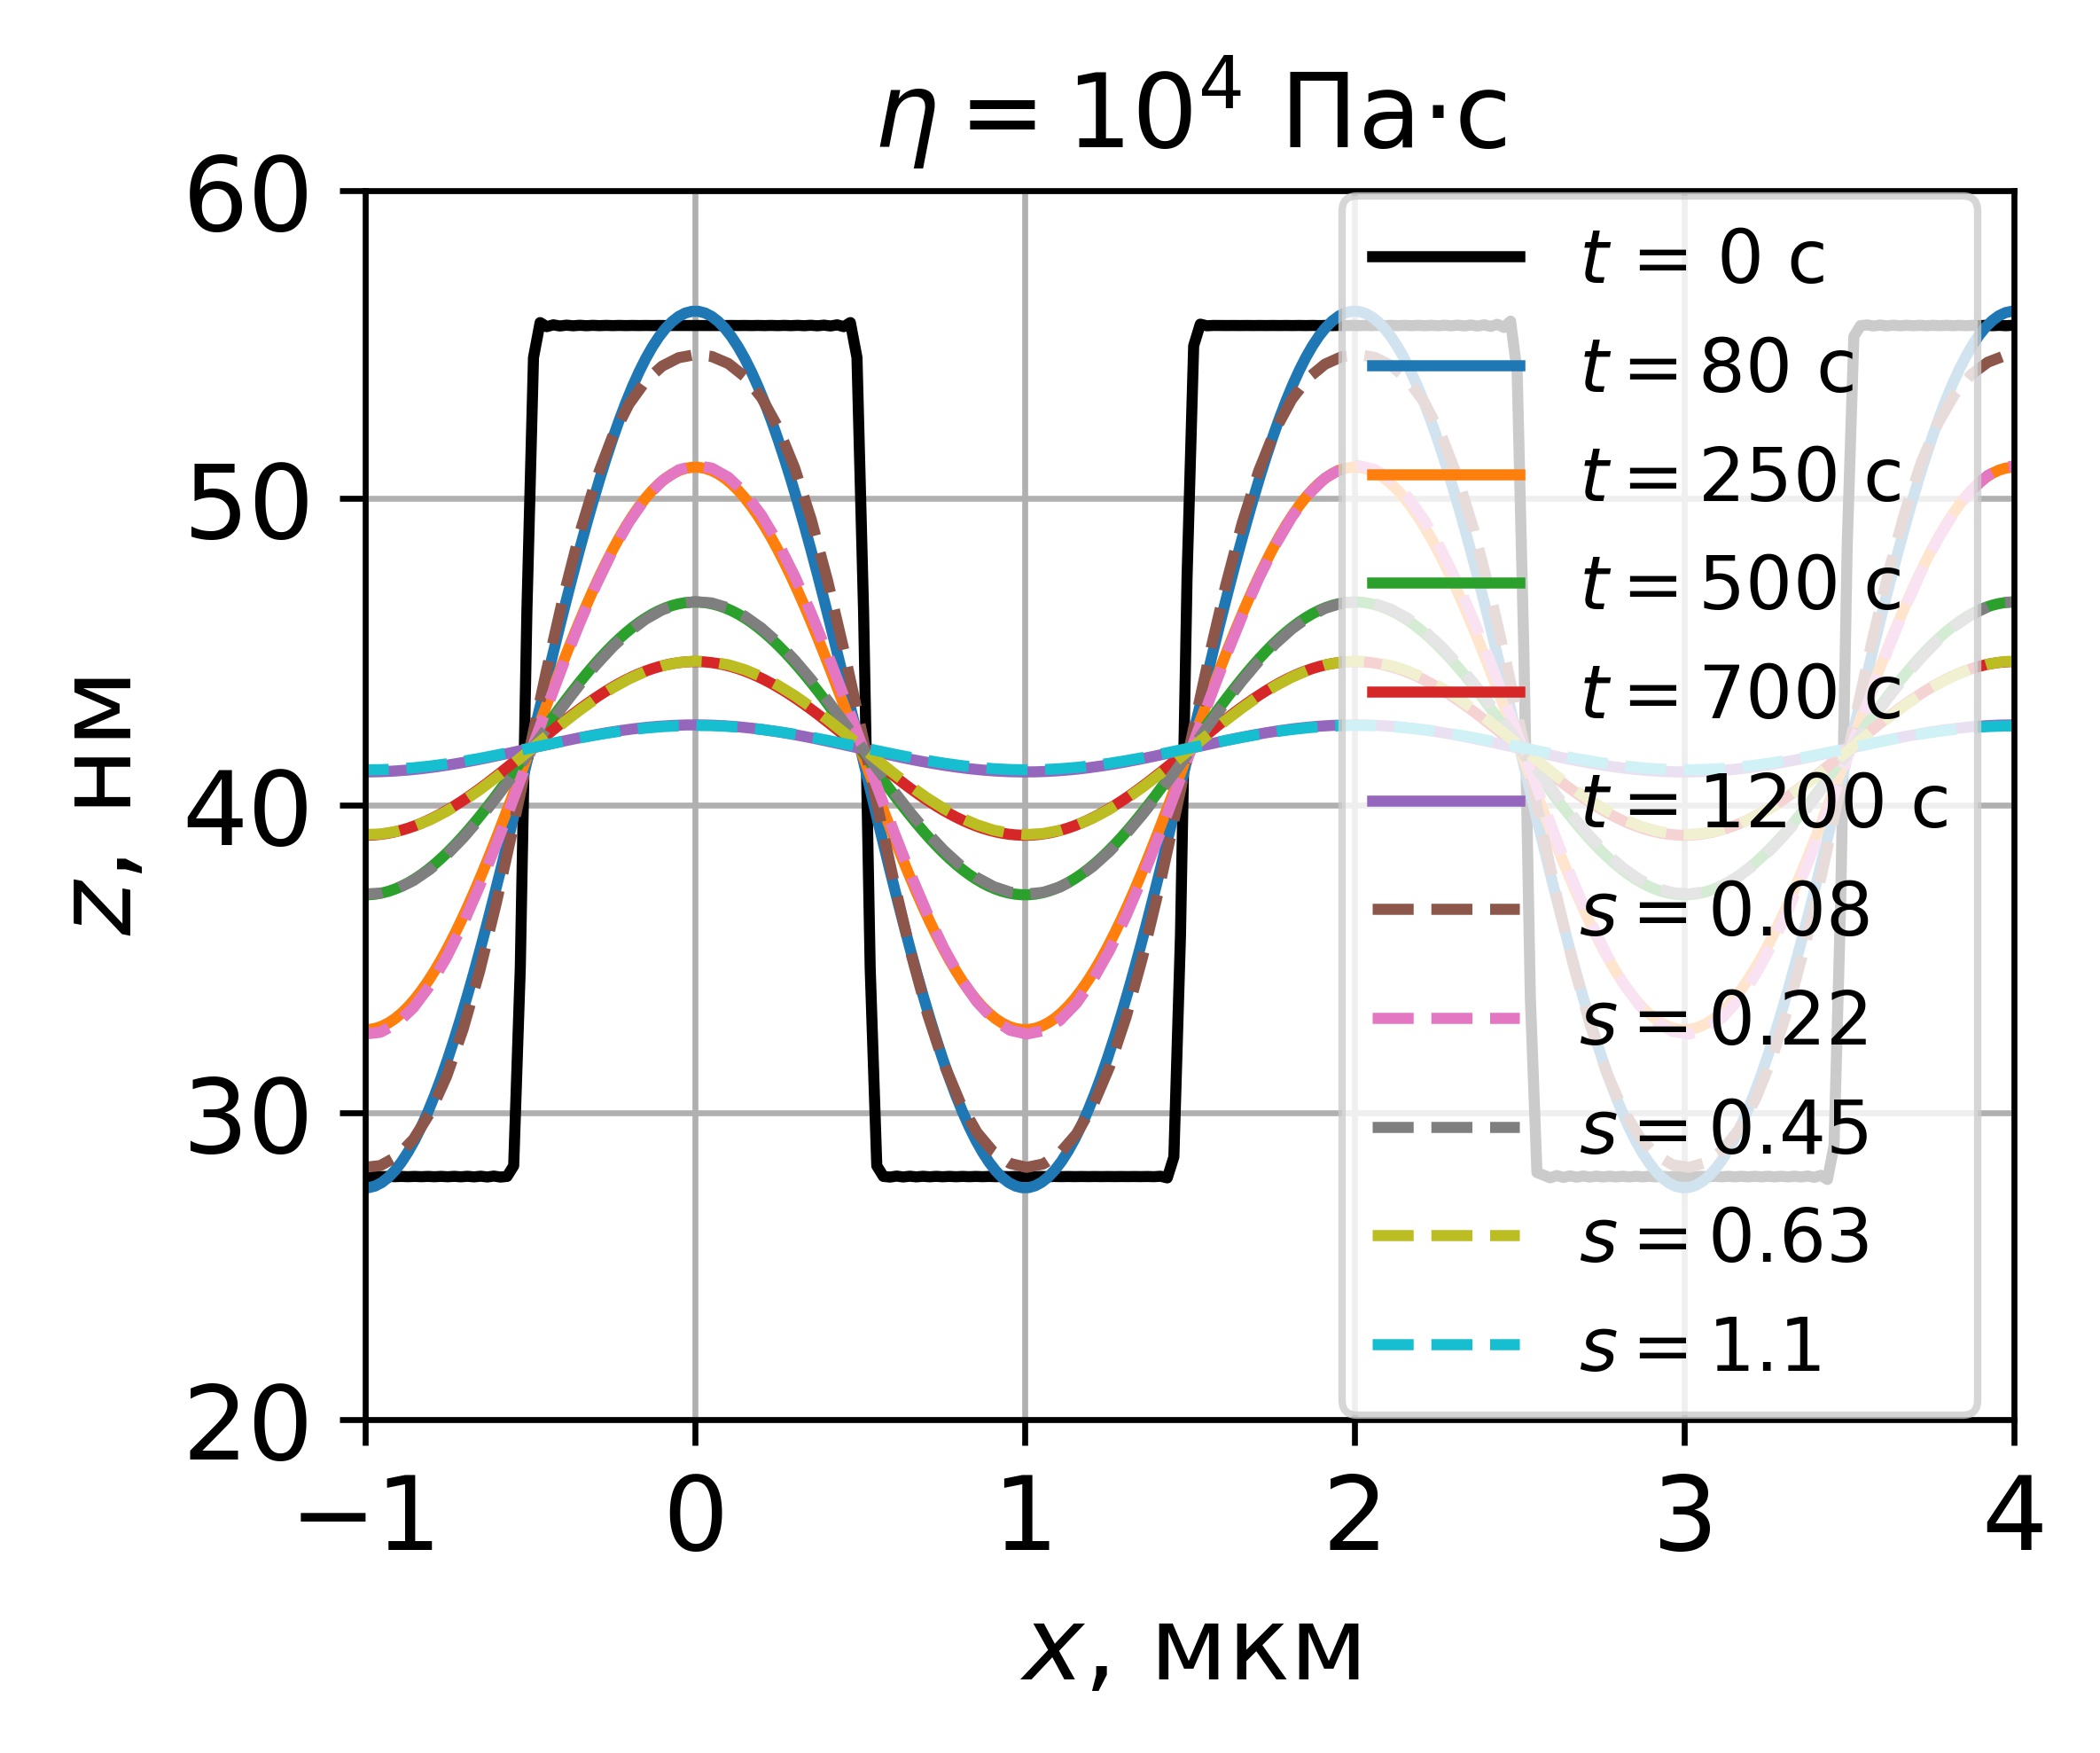 η = 10⁴ Па·с
60
50
40
30
20
z, нм
−1 0 1 2 3 4
x, мкм
t = 0 с
t = 80 с
t = 250 с
t = 500 с
t = 700 с
t = 1200 с
s = 0.08
s = 0.22
s = 0.45
s = 0.63
s = 1.1